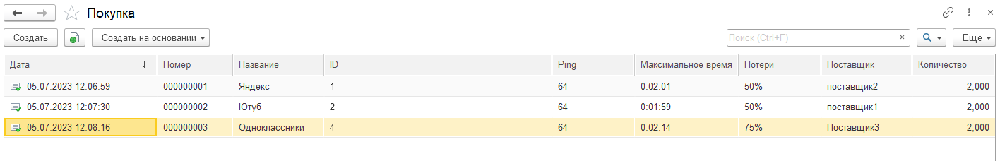 Покупка
Создать Создать на основании Поиск (Ctrl+F) × Еще
Дата ↓ Номер Название ID Ping Максимальное время Потери Поставщик Количество
05.07.2023 12:06:59 000000001 Яндекс 1 64 0:02:01 50% поставщик2 2,000
05.07.2023 12:07:30 000000002 Ютуб 2 64 0:01:59 50% поставщик1 2,000
05.07.2023 12:08:16 000000003 Одноклассники 4 64 0:02:14 75% Поставщик3 2,000